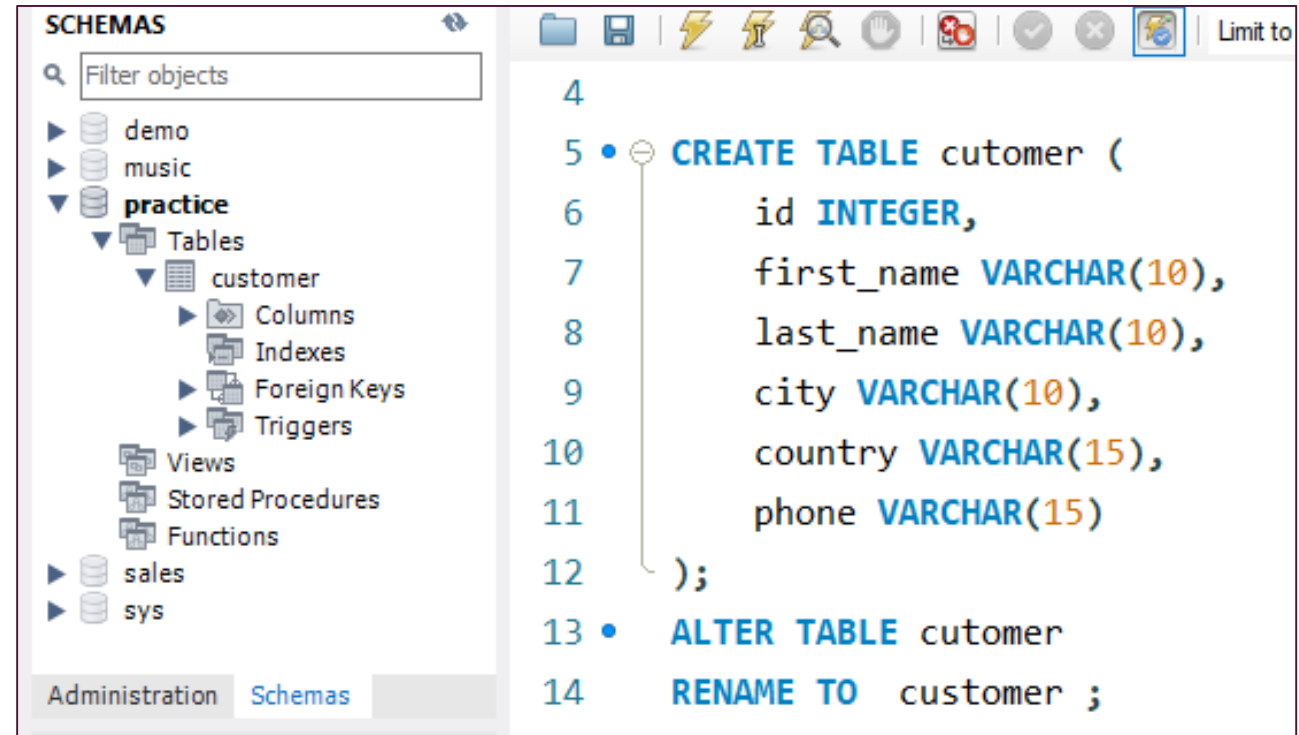 SCHEMAS
Filter objects
demo
music
practice
Tables
customer
Columns
Indexes
Foreign Keys
Triggers
Views
Stored Procedures
Functions
sales
sys
Administration Schemas
Limit to
4
5 CREATE TABLE cutomer (
6 id INTEGER,
7 first_name VARCHAR(10),
8 last_name VARCHAR(10),
9 city VARCHAR(10),
10 country VARCHAR(15),
11 phone VARCHAR(15)
12 );
13 ALTER TABLE cutomer
14 RENAME TO customer ;